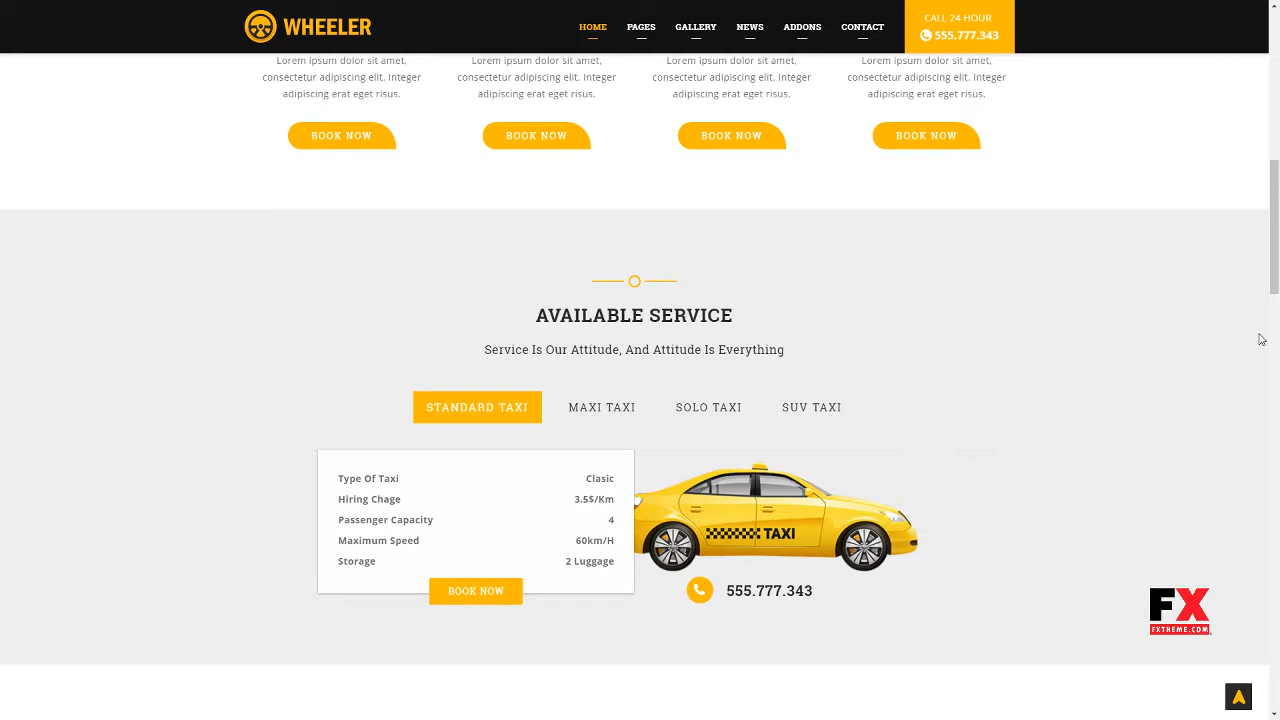 WHEELER
HOME PAGES GALLERY NEWS ADDONS CONTACT
CALL 24 HOUR
555.777.343
Lorem ipsum dolor sit amet,
consectetur adipiscing elit. Integer
adipiscing erat eget risus.
Lorem ipsum dolor sit amet,
consectetur adipiscing elit. Integer
adipiscing erat eget risus.
Lorem ipsum dolor sit amet,
consectetur adipiscing elit. Integer
adipiscing erat eget risus.
Lorem ipsum dolor sit amet,
consectetur adipiscing elit. Integer
adipiscing erat eget risus.
BOOK NOW BOOK NOW BOOK NOW BOOK NOW
AVAILABLE SERVICE
Service Is Our Attitude, And Attitude Is Everything
STANDARD TAXI MAXI TAXI SOLO TAXI SUV TAXI
Type Of Taxi Clasic
Hiring Chage 3.5$/Km
Passenger Capacity 4
Maximum Speed 60km/H
Storage 2 Luggage
BOOK NOW
TAXI
555.777.343
FX
FXTHEME.COM